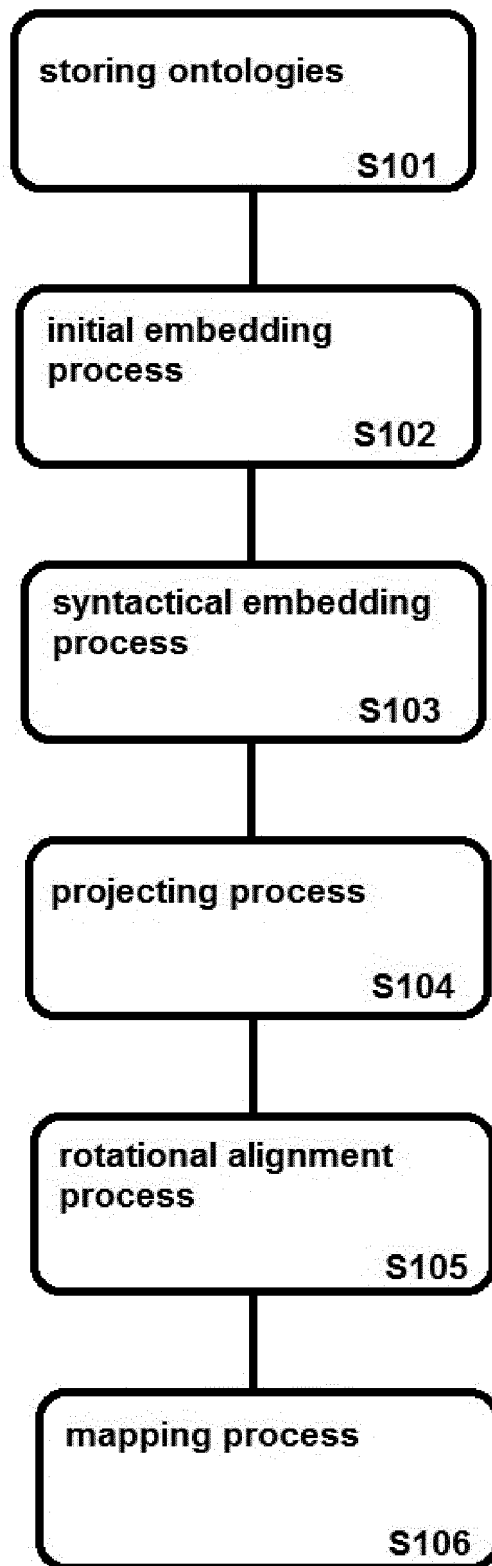 storing ontologies
S101
initial embedding
process
S102
syntactical embedding
process
S103
projecting process
S104
rotational alignment
process
S105
mapping process
S106